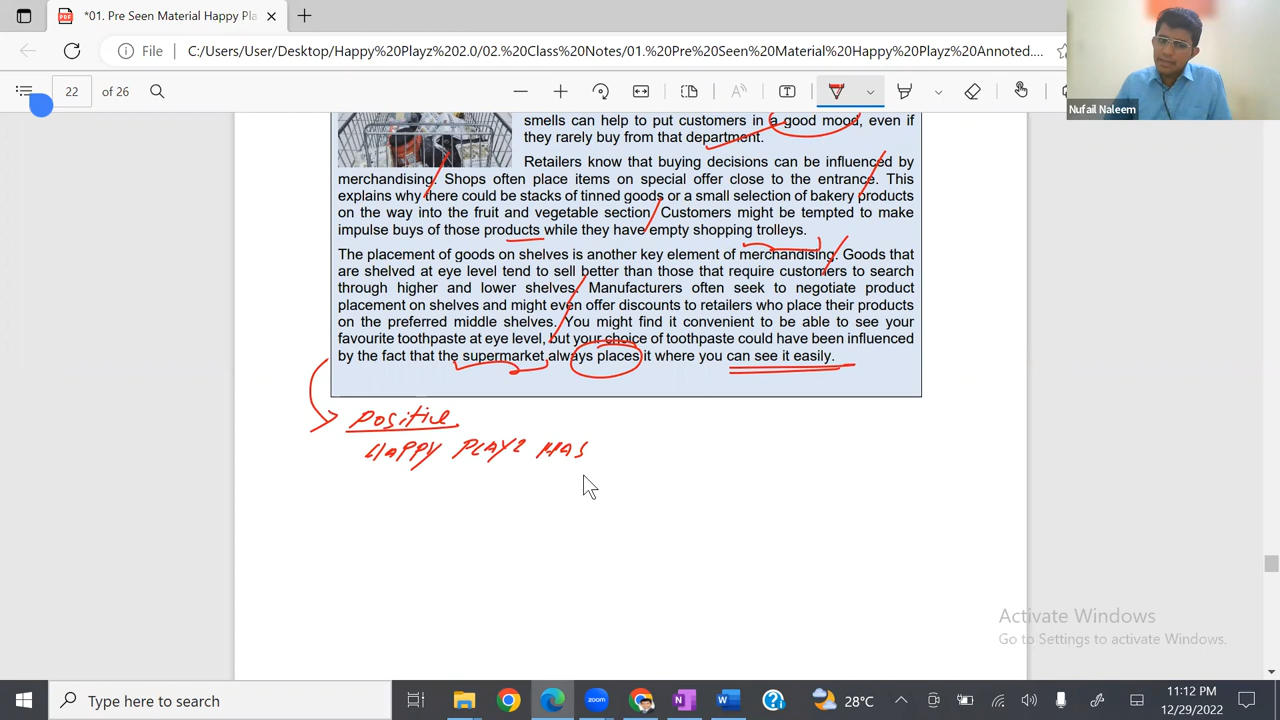 *01. Pre Seen Material Happy Pla
File
C:/Users/User/Desktop/Happy%20Playz%202.0/02.%20Class%20Notes/01.%20Pre%20Seen%20Material%20Happy%20Playz%20Annoted....
22 of 26
Nufail Naleem
smells can help to put customers in a good mood, even if
they rarely buy from that department.
Retailers know that buying decisions can be influenced by
merchandising. Shops often place items on special offer close to the entrance. This
explains why there could be stacks of tinned goods or a small selection of bakery products
on the way into the fruit and vegetable section. Customers might be tempted to make
impulse buys of those products while they have empty shopping trolleys.
The placement of goods on shelves is another key element of merchandising. Goods that
are shelved at eye level tend to sell better than those that require customers to search
through higher and lower shelves. Manufacturers often seek to negotiate product
placement on shelves and might even offer discounts to retailers who place their products
on the preferred middle shelves. You might find it convenient to be able to see your
favourite toothpaste at eye level, but your choice of toothpaste could have been influenced
by the fact that the supermarket always places it where you can see it easily.
Positive
HAPPY PLAYZ HAS
Activate Windows
Go to Settings to activate Windows.
Type here to search
28°C
11:12 PM
12/29/2022